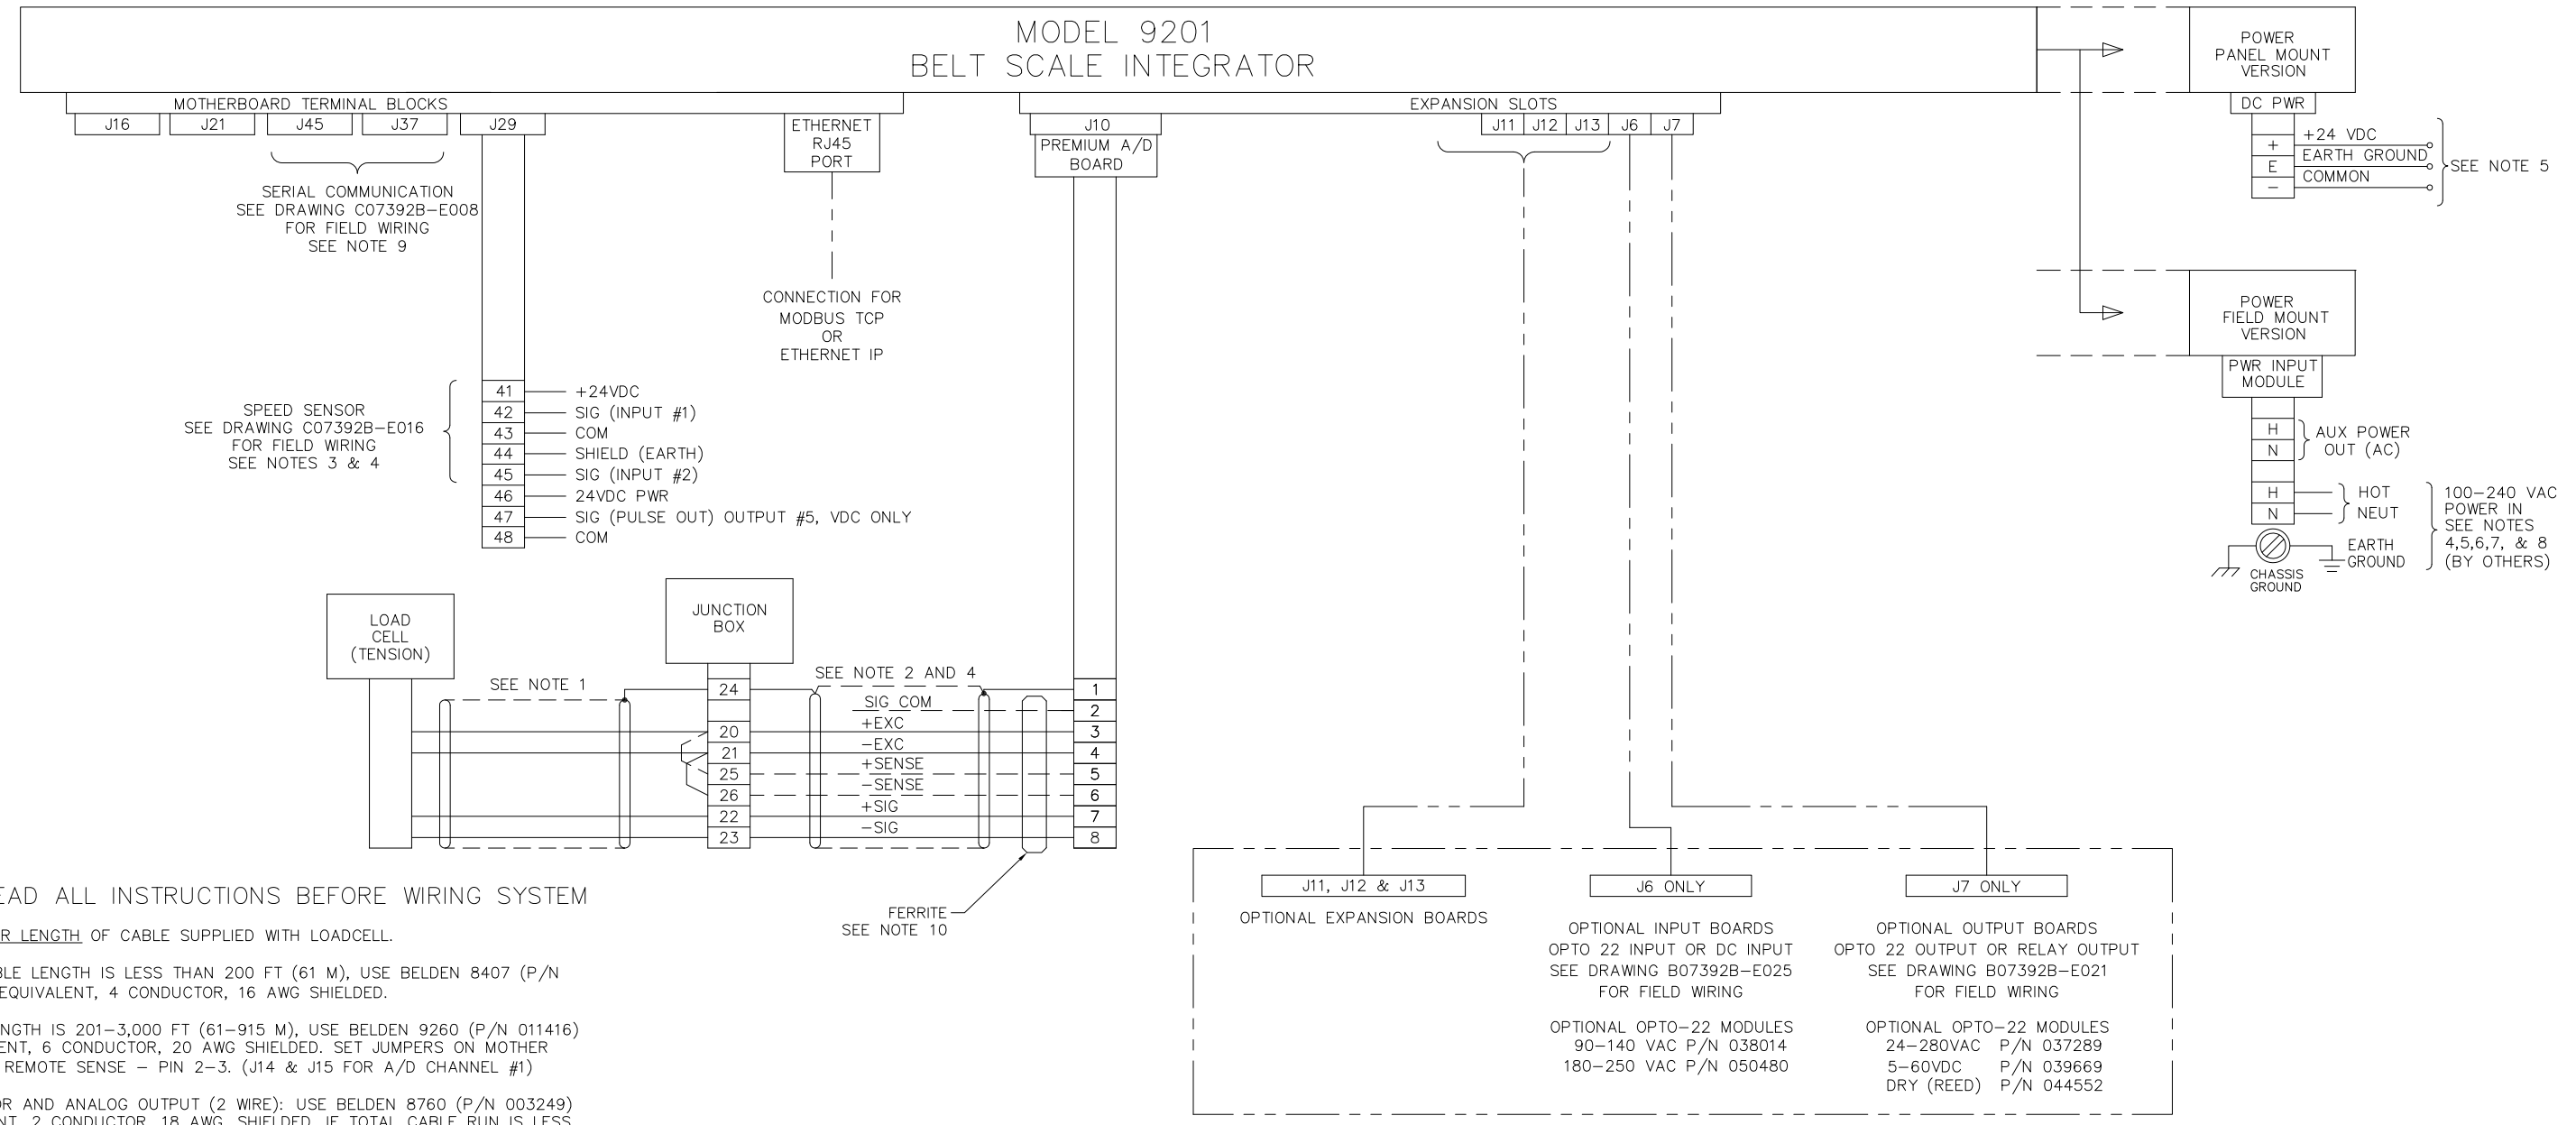 MODEL 9201
BELT SCALE INTEGRATOR
MOTHERBOARD TERMINAL BLOCKS
J16
J21
J45
J37
J29
ETHERNET
RJ45
PORT
EXPANSION SLOTS
J10
PREMIUM A/D
BOARD
J11
J12
J13
J6
J7
POWER
PANEL MOUNT
VERSION
DC PWR
+
E
−
+24 VDC
EARTH GROUND
COMMON
SEE NOTE 5
SERIAL COMMUNICATION
SEE DRAWING C07392B−E008
FOR FIELD WIRING
SEE NOTE 9
CONNECTION FOR
MODBUS TCP
OR
ETHERNET IP
POWER
FIELD MOUNT
VERSION
PWR INPUT
MODULE
H
N
AUX POWER
OUT (AC)
H
N
HOT
NEUT
EARTH
GROUND
CHASSIS
GROUND
100−240 VAC
POWER IN
SEE NOTES
4,5,6,7, & 8
(BY OTHERS)
SPEED SENSOR
SEE DRAWING C07392B−E016
FOR FIELD WIRING
SEE NOTES 3 & 4
41 +24VDC
42 SIG (INPUT #1)
43 COM
44 SHIELD (EARTH)
45 SIG (INPUT #2)
46 24VDC PWR
47 SIG (PULSE OUT) OUTPUT #5, VDC ONLY
48 COM
LOAD
CELL
(TENSION)
JUNCTION
BOX
SEE NOTE 1
SEE NOTE 2 AND 4
24
20
21
25
26
22
23
SIG COM
+EXC
−EXC
+SENSE
−SENSE
+SIG
−SIG
1
2
3
4
5
6
7
8
FERRITE
SEE NOTE 10
EAD ALL INSTRUCTIONS BEFORE WIRING SYSTEM
R LENGTH OF CABLE SUPPLIED WITH LOADCELL.
BLE LENGTH IS LESS THAN 200 FT (61 M), USE BELDEN 8407 (P/N
EQUIVALENT, 4 CONDUCTOR, 16 AWG SHIELDED.
NGTH IS 201−3,000 FT (61−915 M), USE BELDEN 9260 (P/N 011416)
ENT, 6 CONDUCTOR, 20 AWG SHIELDED. SET JUMPERS ON MOTHER
REMOTE SENSE − PIN 2−3. (J14 & J15 FOR A/D CHANNEL #1)
OR AND ANALOG OUTPUT (2 WIRE): USE BELDEN 8760 (P/N 003249)
NT, 2 CONDUCTOR, 18 AWG, SHIELDED. IF TOTAL CABLE RUN IS LESS
J11, J12 & J13
OPTIONAL EXPANSION BOARDS
J6 ONLY
OPTIONAL INPUT BOARDS
OPTO 22 INPUT OR DC INPUT
SEE DRAWING B07392B−E025
FOR FIELD WIRING
OPTIONAL OPTO−22 MODULES
90−140 VAC P/N 038014
180−250 VAC P/N 050480
J7 ONLY
OPTIONAL OUTPUT BOARDS
OPTO 22 OUTPUT OR RELAY OUTPUT
SEE DRAWING B07392B−E021
FOR FIELD WIRING
OPTIONAL OPTO−22 MODULES
24−280VAC P/N 037289
5−60VDC P/N 039669
DRY (REED) P/N 044552